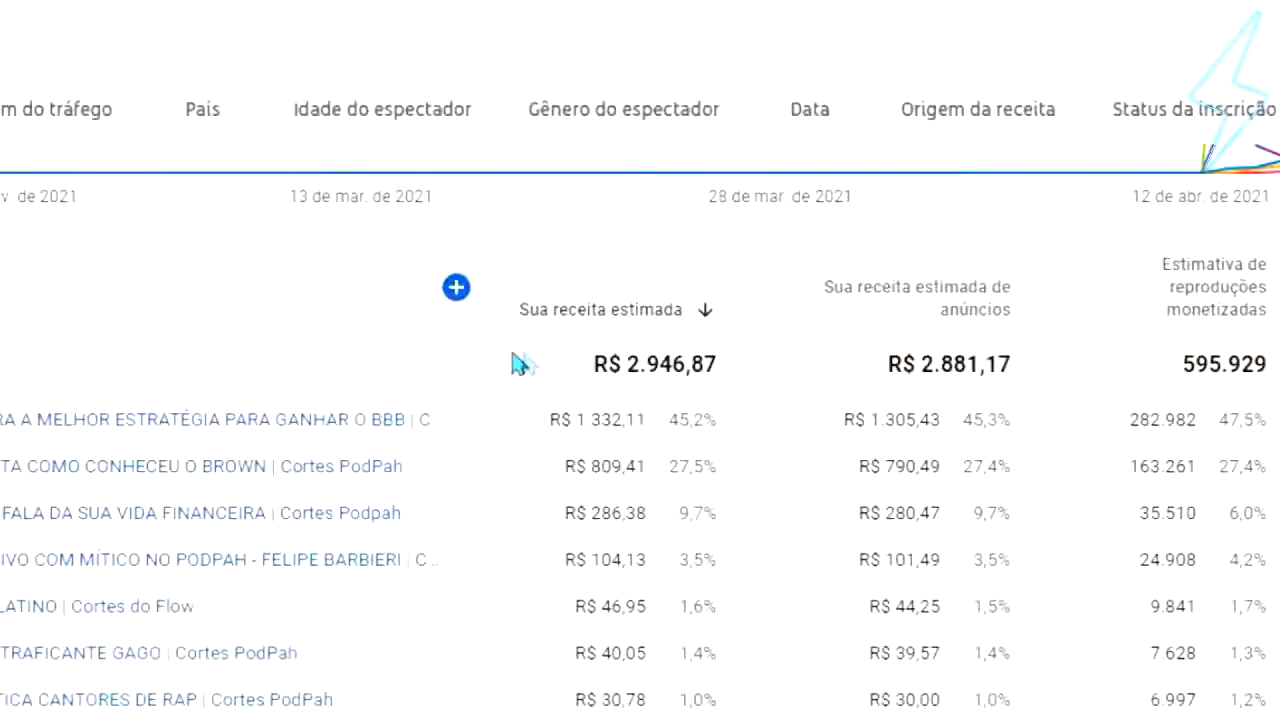 m do tráfego País Idade do espectador Gênero do espectador Data Origem da receita Status da inscrição
v. de 2021 13 de mar. de 2021 28 de mar de 2021 12 de abr. de 2021
Sua receita estimada
Sua receita estimada de
anúncios
Estimativa de
reproduções
monetizadas
R$ 2.946,87 R$ 2.881,17 595.929
RA A MELHOR ESTRATÉGIA PARA GANHAR O BBB | C R$ 1 332,11 45,2% R$ 1.305,43 45,3% 282.982 47,5%
TA COMO CONHECEU O BROWN | Cortes PodPah R$ 809,41 27,5% R$ 790,49 27,4% 163.261 27,4%
FALA DA SUA VIDA FINANCEIRA | Cortes Podpah R$ 286,38 9,7% R$ 280,47 9,7% 35.510 6,0%
IVO COM MÍTICO NO PODPAH - FELIPE BARBIERI | C .. R$ 104,13 3,5% R$ 101,49 3,5% 24.908 4,2%
LATINO | Cortes do Flow R$ 46,95 1,6% R$ 44,25 1,5% 9.841 1,7%
TRAFICANTE GAGO | Cortes PodPah R$ 40,05 1,4% R$ 39,57 1,4% 7.628 1,3%
TICA CANTORES DE RAP | Cortes PodPah R$ 30,78 1,0% R$ 30,00 1,0% 6.997 1,2%